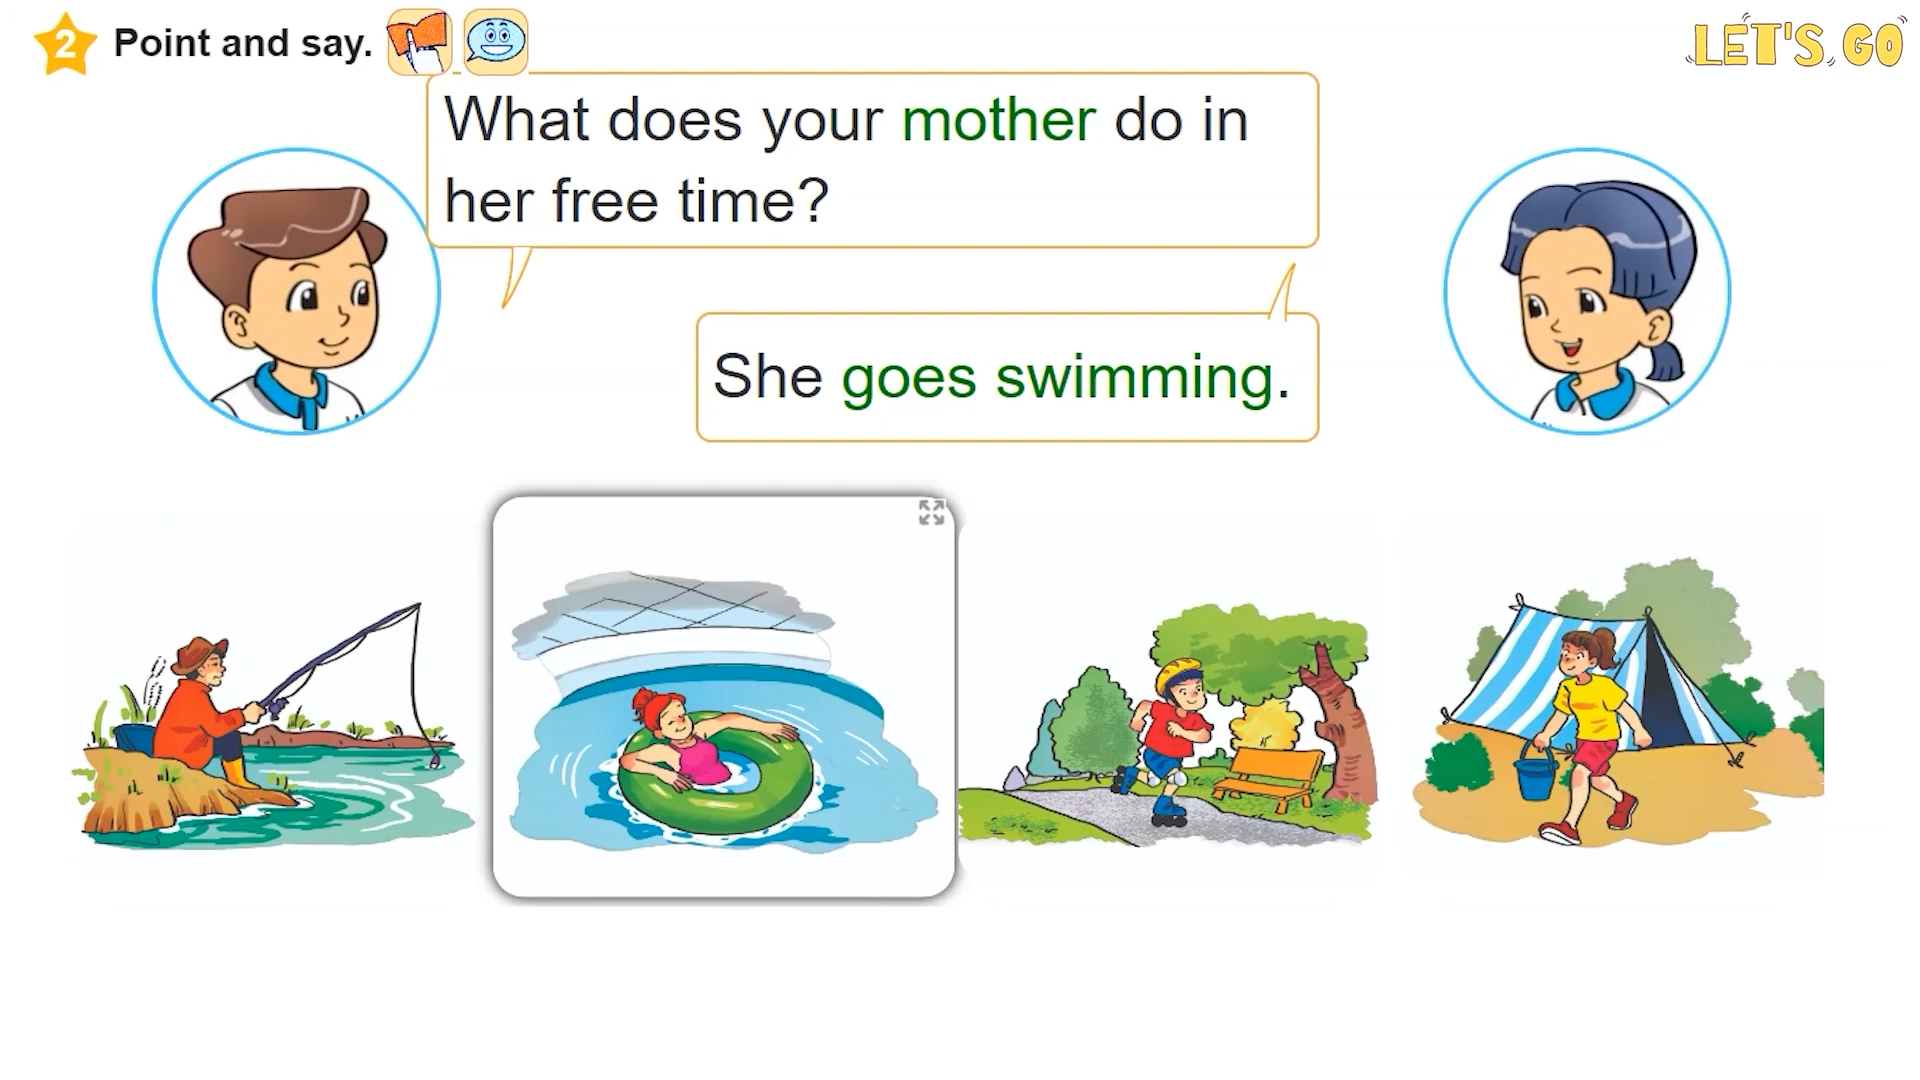 2 Point and say.
LET'S GO
What does your mother do in
her free time?
She goes swimming.